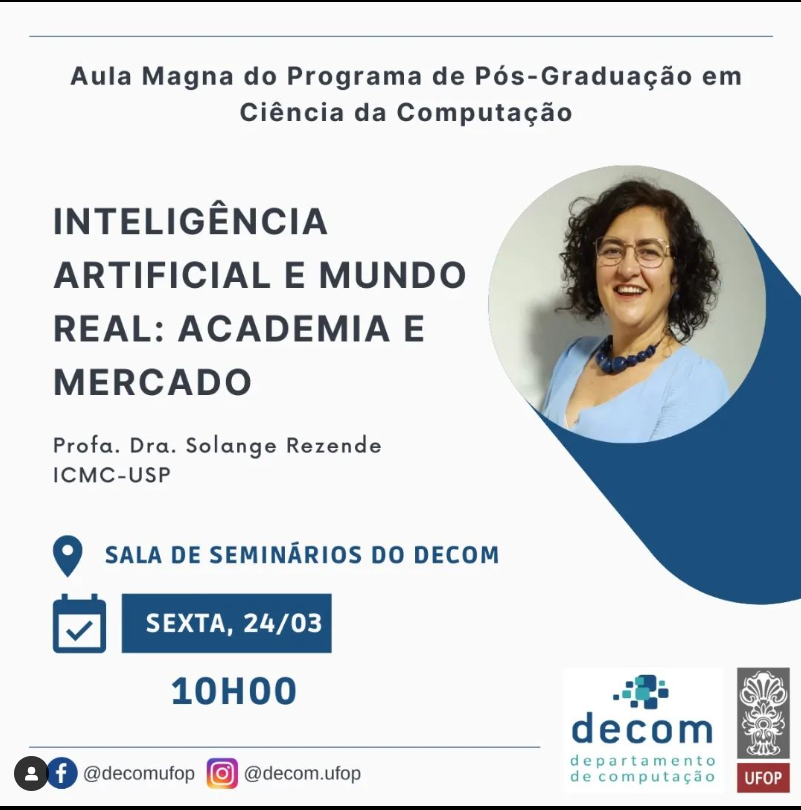 Aula Magna do Programa de Pós-Graduação em
Ciência da Computação
INTELIGÊNCIA
ARTIFICIAL E MUNDO
REAL: ACADEMIA E
MERCADO
Profa. Dra. Solange Rezende
ICMC-USP
SALA DE SEMINÁRIOS DO DECOM
SEXTA, 24/03
10H00
decom
departamento
de computação
UFOP
@decomufop @decom.ufop